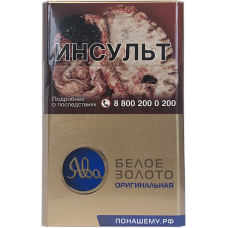 ИНСУЛЬТ
Подробнее
о последствиях
8 800 200 0 200
Ява
БЕЛОЕ
ЗОЛОТО
ОРИГИНАЛЬНАЯ
ПОНАШЕМУ.РФ